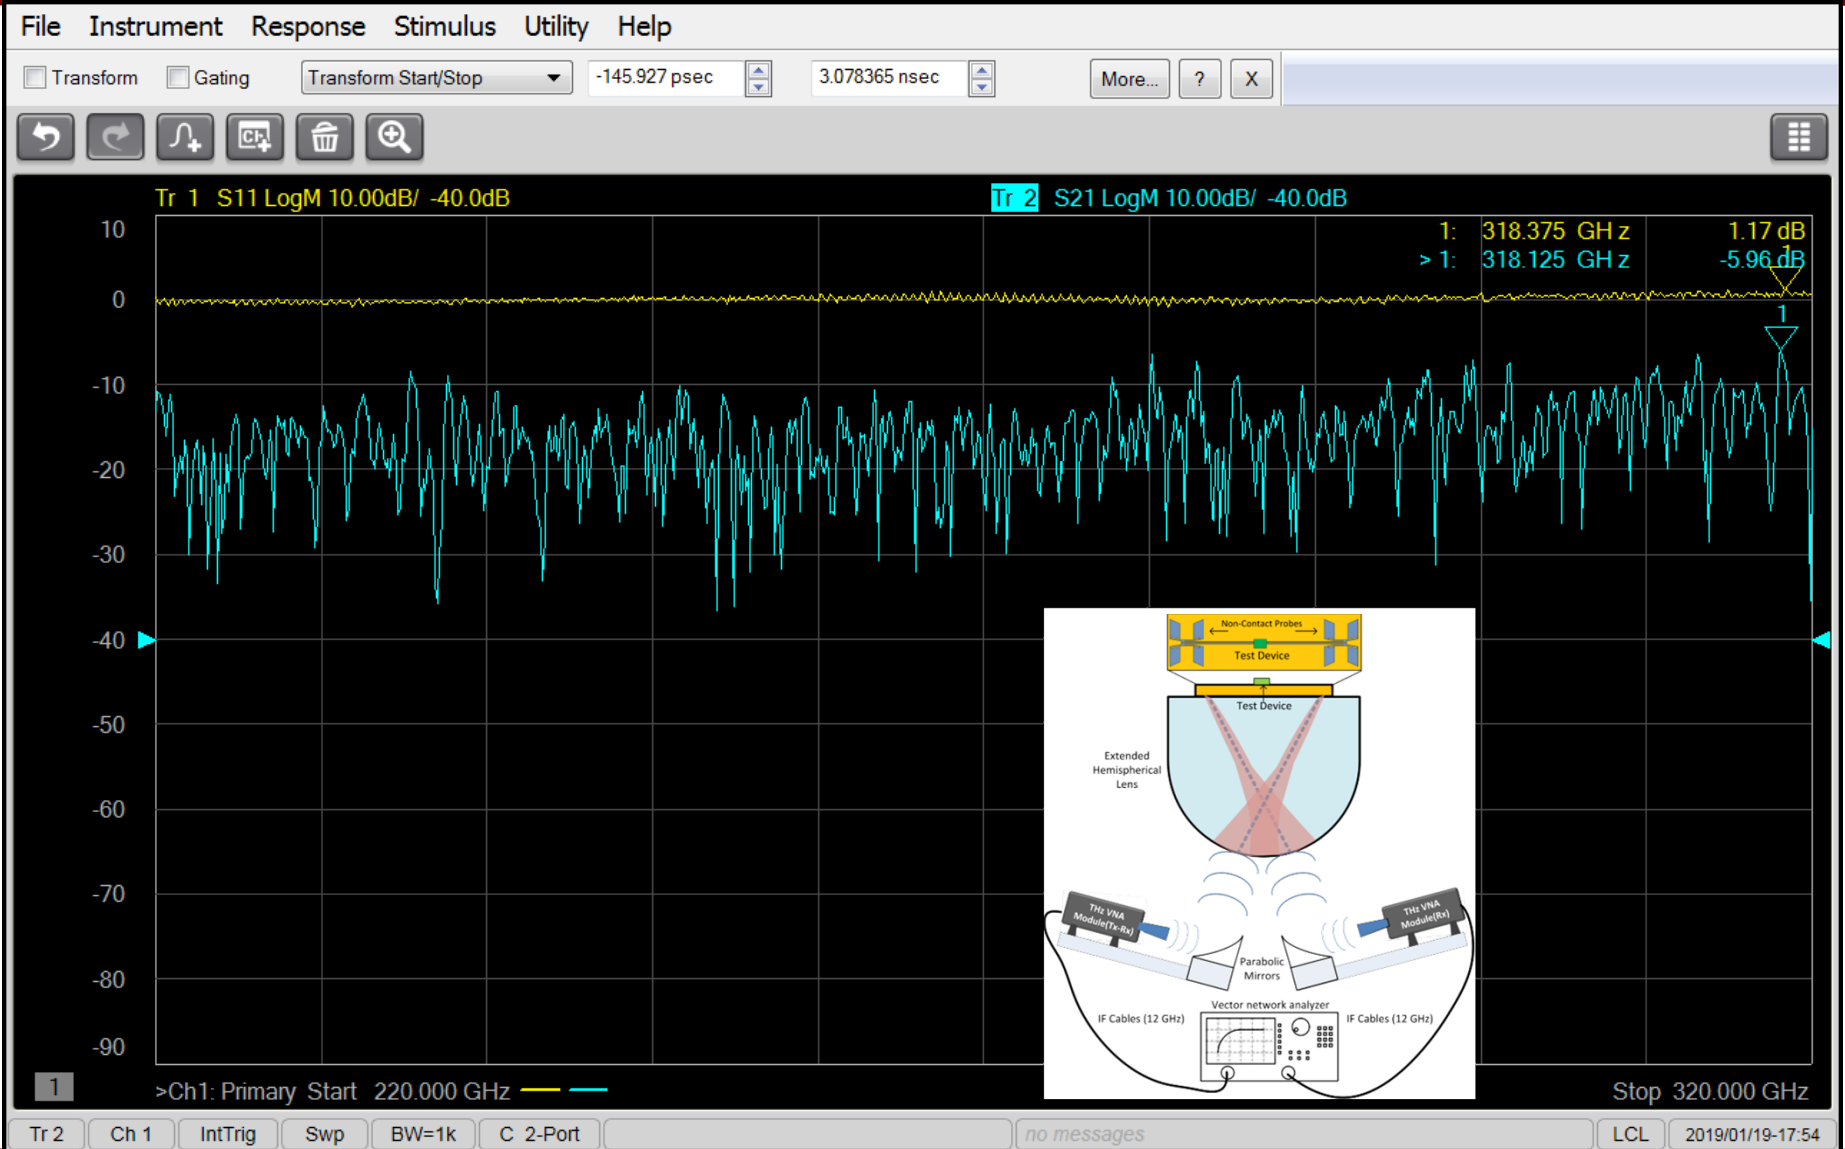 File Instrument Response Stimulus Utility Help
Transform Gating Transform Start/Stop -145.927 psec 3.078365 nsec More... ? X
Ch
Tr 1 S11 LogM 10.00dB/ -40.0dB
Tr 2 S21 LogM 10.00dB/ -40.0dB
1: 318.375 GHz 1.17 dB
> 1: 318.125 GHz -5.96 dB
1
1
10
0
-10
-20
-30
-40
-50
-60
-70
-80
-90
Non-Contact Probes
Test Device
Test Device
Extended
Hemispherical
Lens
THz VNA
Module(Tx-Rx)
THz VNA
Module(Rx)
Parabolic
Mirrors
Vector network analyzer
IF Cables (12 GHz)
IF Cables (12 GHz)
1
>Ch1: Primary Start 220.000 GHz
Stop 320.000 GHz
Tr 2 Ch 1 IntTrig Swp BW=1k C 2-Port no messages LCL 2019/01/19-17:54